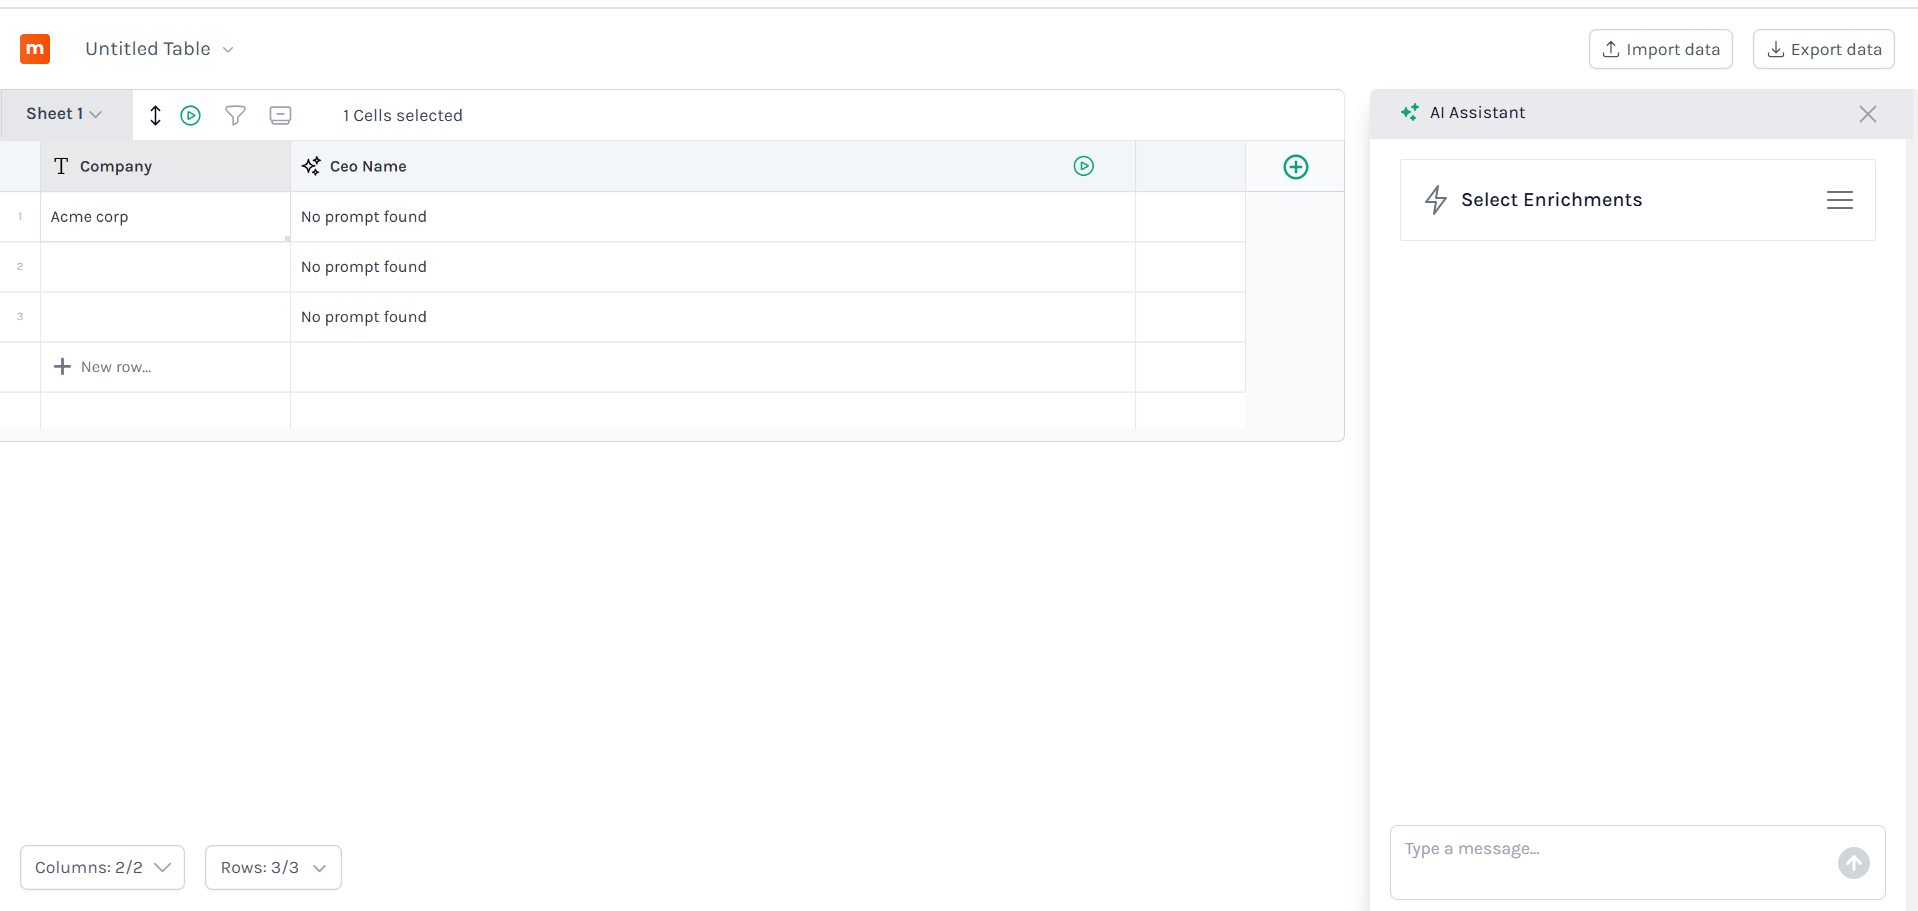 m
Untitled Table
Import data
Export data
Sheet 1
1 Cells selected
Company
Ceo Name
1
Acme corp
No prompt found
2
No prompt found
3
No prompt found
New row...
Columns: 2/2
Rows: 3/3
AI Assistant
Select Enrichments
Type a message...